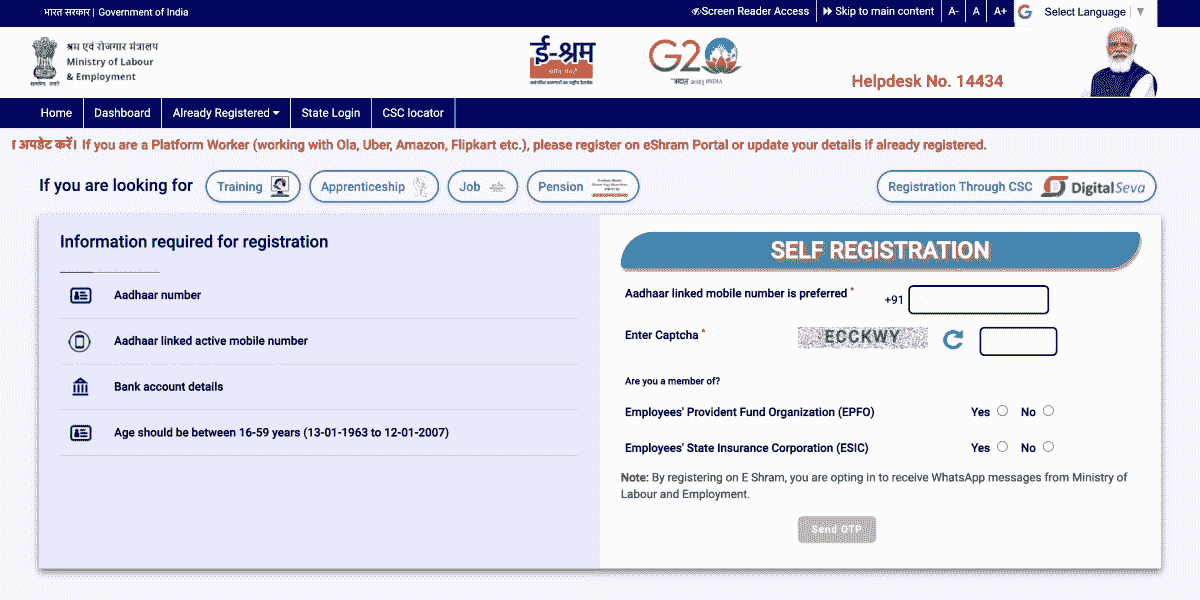 भारत सरकार | Government of India
Screen Reader Access
Skip to main content
A- A A+
G Select Language ▼
श्रम एवं रोजगार मंत्रालय
Ministry of Labour
& Employment
सत्यमेव जयते
ई-श्रम
G20
भारत 2023 INDIA
Helpdesk No. 14434
Home Dashboard Already Registered State Login CSC locator
अपडेट करें। If you are a Platform Worker (working with Ola, Uber, Amazon, Flipkart etc.), please register on eShram Portal or update your details if already registered.
If you are looking for Training Apprenticeship Job Pension
Registration Through CSC DigitalSeva
Information required for registration
Aadhaar number
Aadhaar linked active mobile number
Bank account details
Age should be between 16-59 years (13-01-1963 to 12-01-2007)
SELF REGISTRATION
Aadhaar linked mobile number is preferred * +91
Enter Captcha * ECCKWY
Are you a member of?
Employees' Provident Fund Organization (EPFO) Yes No
Employees' State Insurance Corporation (ESIC) Yes No
Note: By registering on E Shram, you are opting in to receive WhatsApp messages from Ministry of
Labour and Employment.
Send OTP